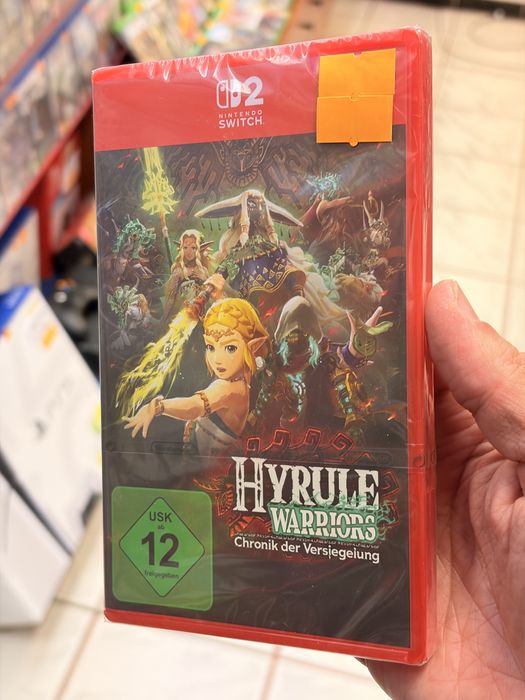 2
NINTENDO
SWITCH
HYRULE
WARRIORS
Chronik der Versiegelung
USK
ab
12
freigegeben